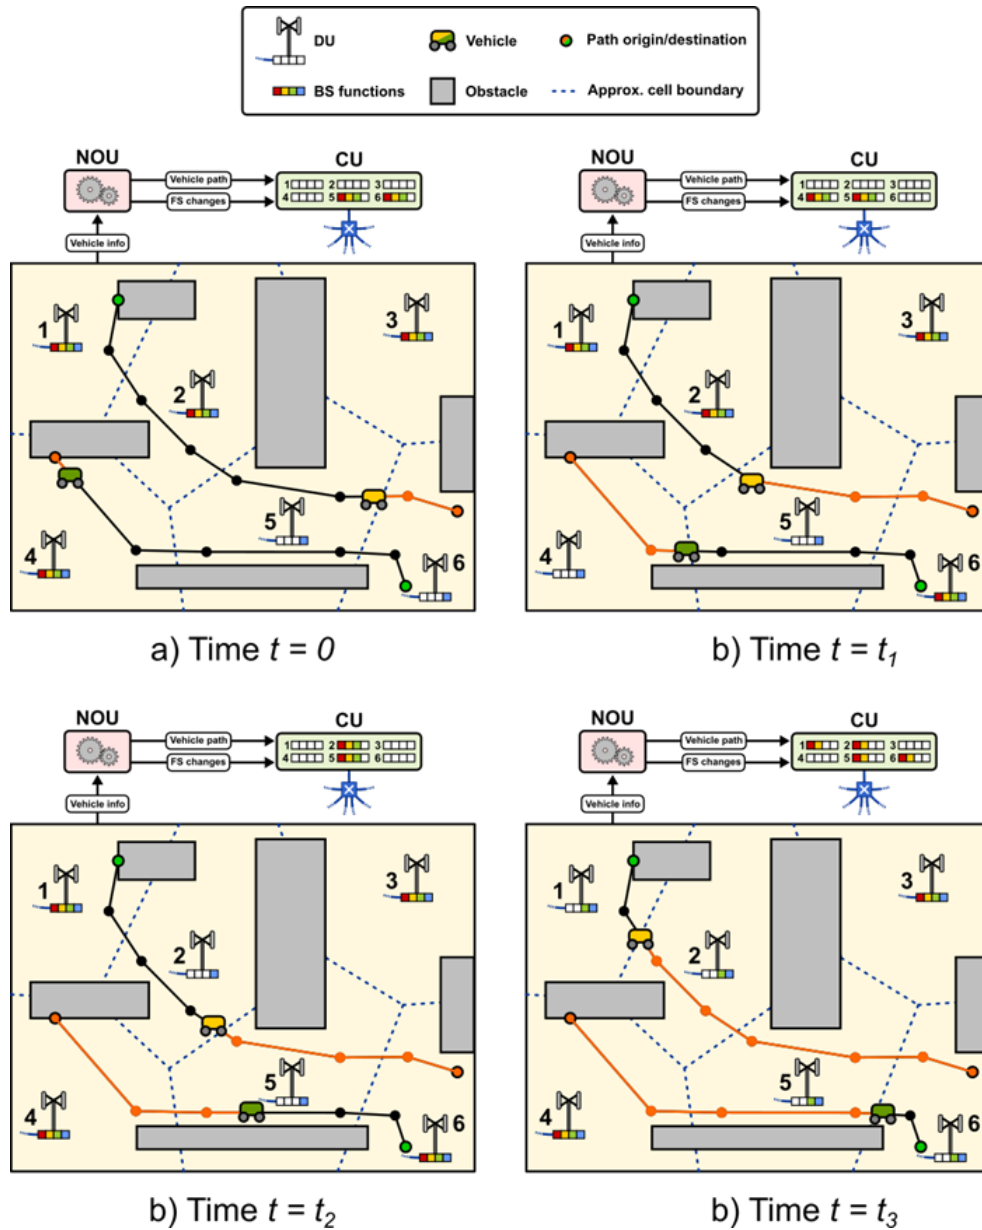 DU Vehicle Path origin/destination
BS functions Obstacle Approx. cell boundary
NOU CU NOU CU
Vehicle path 1 2 3 Vehicle path 1 2 3
FS changes 4 5 6 FS changes 4 5 6
Vehicle info Vehicle info
1 2 3 4 5 6
1 2 3 4 5 6
a) Time t = 0 b) Time t = t1
NOU CU NOU CU
Vehicle path 1 2 3 Vehicle path 1 2 3
FS changes 4 5 6 FS changes 4 5 6
Vehicle info Vehicle info
1 2 3 4 5 6
1 2 3 4 5 6
b) Time t = t2 b) Time t = t3